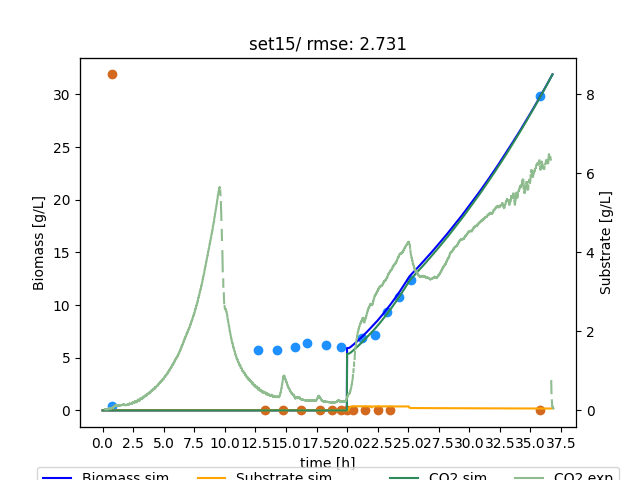 set15/ rmse: 2.731
30
25
20
15
10
5
0
Biomass [g/L]
8
6
4
2
0
Substrate [g/L]
0.0 2.5 5.0 7.5 10.0 12.5 15.0 17.5 20.0 22.5 25.0 27.5 30.0 32.5 35.0 37.5
time [h]
Biomass sim Substrate sim CO2 sim CO2 exp